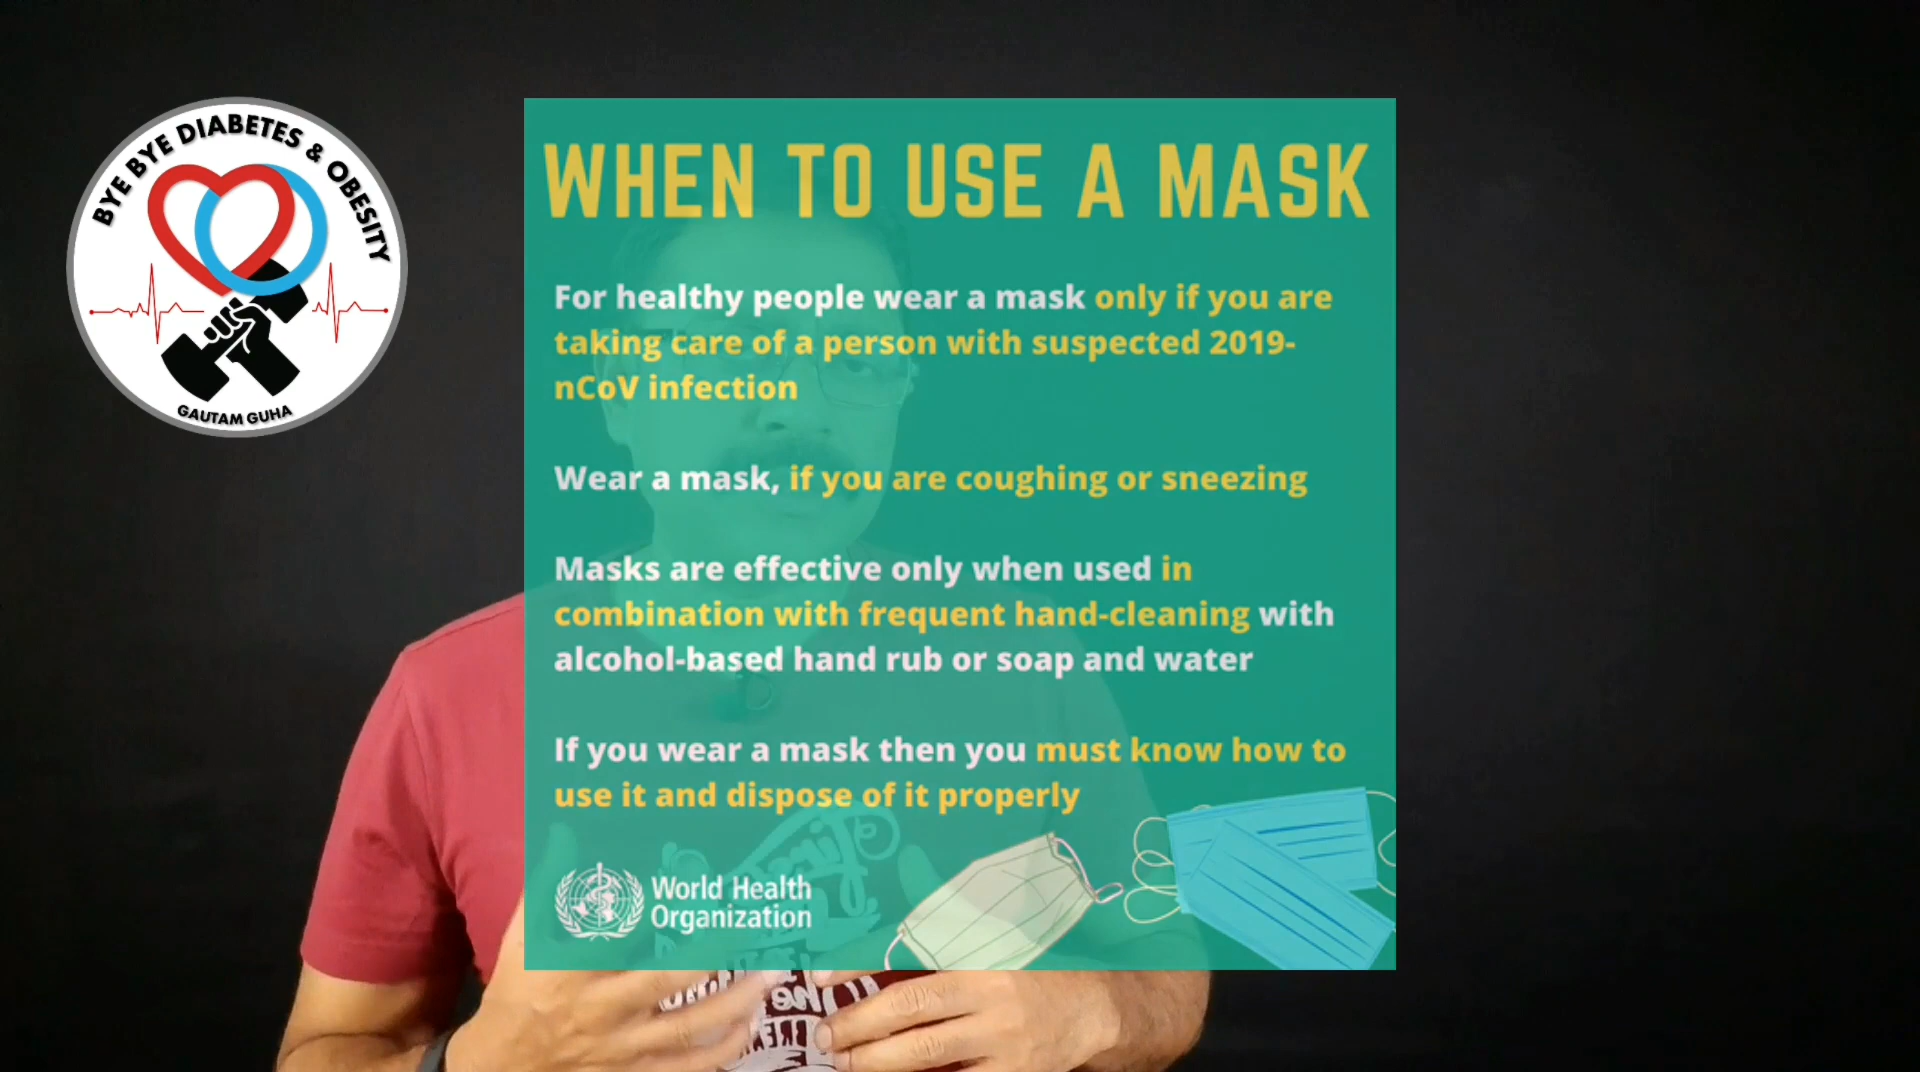 BYE BYE DIABETES & OBESITY
GAUTAM GUHA
WHEN TO USE A MASK
For healthy people wear a mask only if you are
taking care of a person with suspected 2019-
nCoV infection
Wear a mask, if you are coughing or sneezing
Masks are effective only when used in
combination with frequent hand-cleaning with
alcohol-based hand rub or soap and water
If you wear a mask then you must know how to
use it and dispose of it properly
World Health
Organization